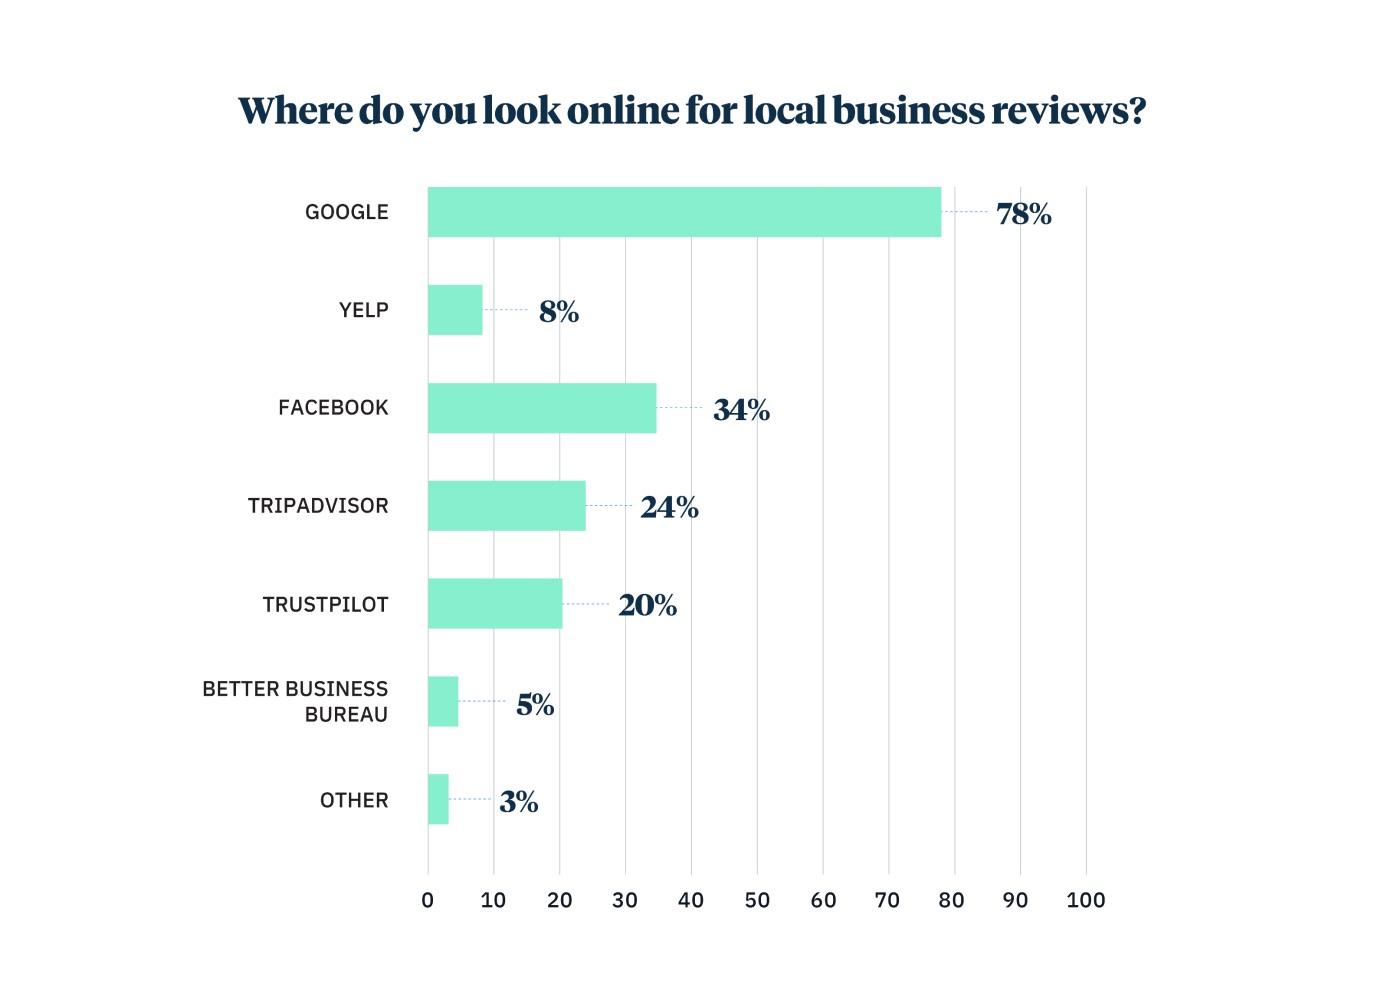 Where do you look online for local business reviews?
GOOGLE
78%
YELP
8%
FACEBOOK
34%
TRIPADVISOR
24%
TRUSTPILOT
20%
BETTER BUSINESS
BUREAU
5%
OTHER
3%
0 10 20 30 40 50 60 70 80 90 100